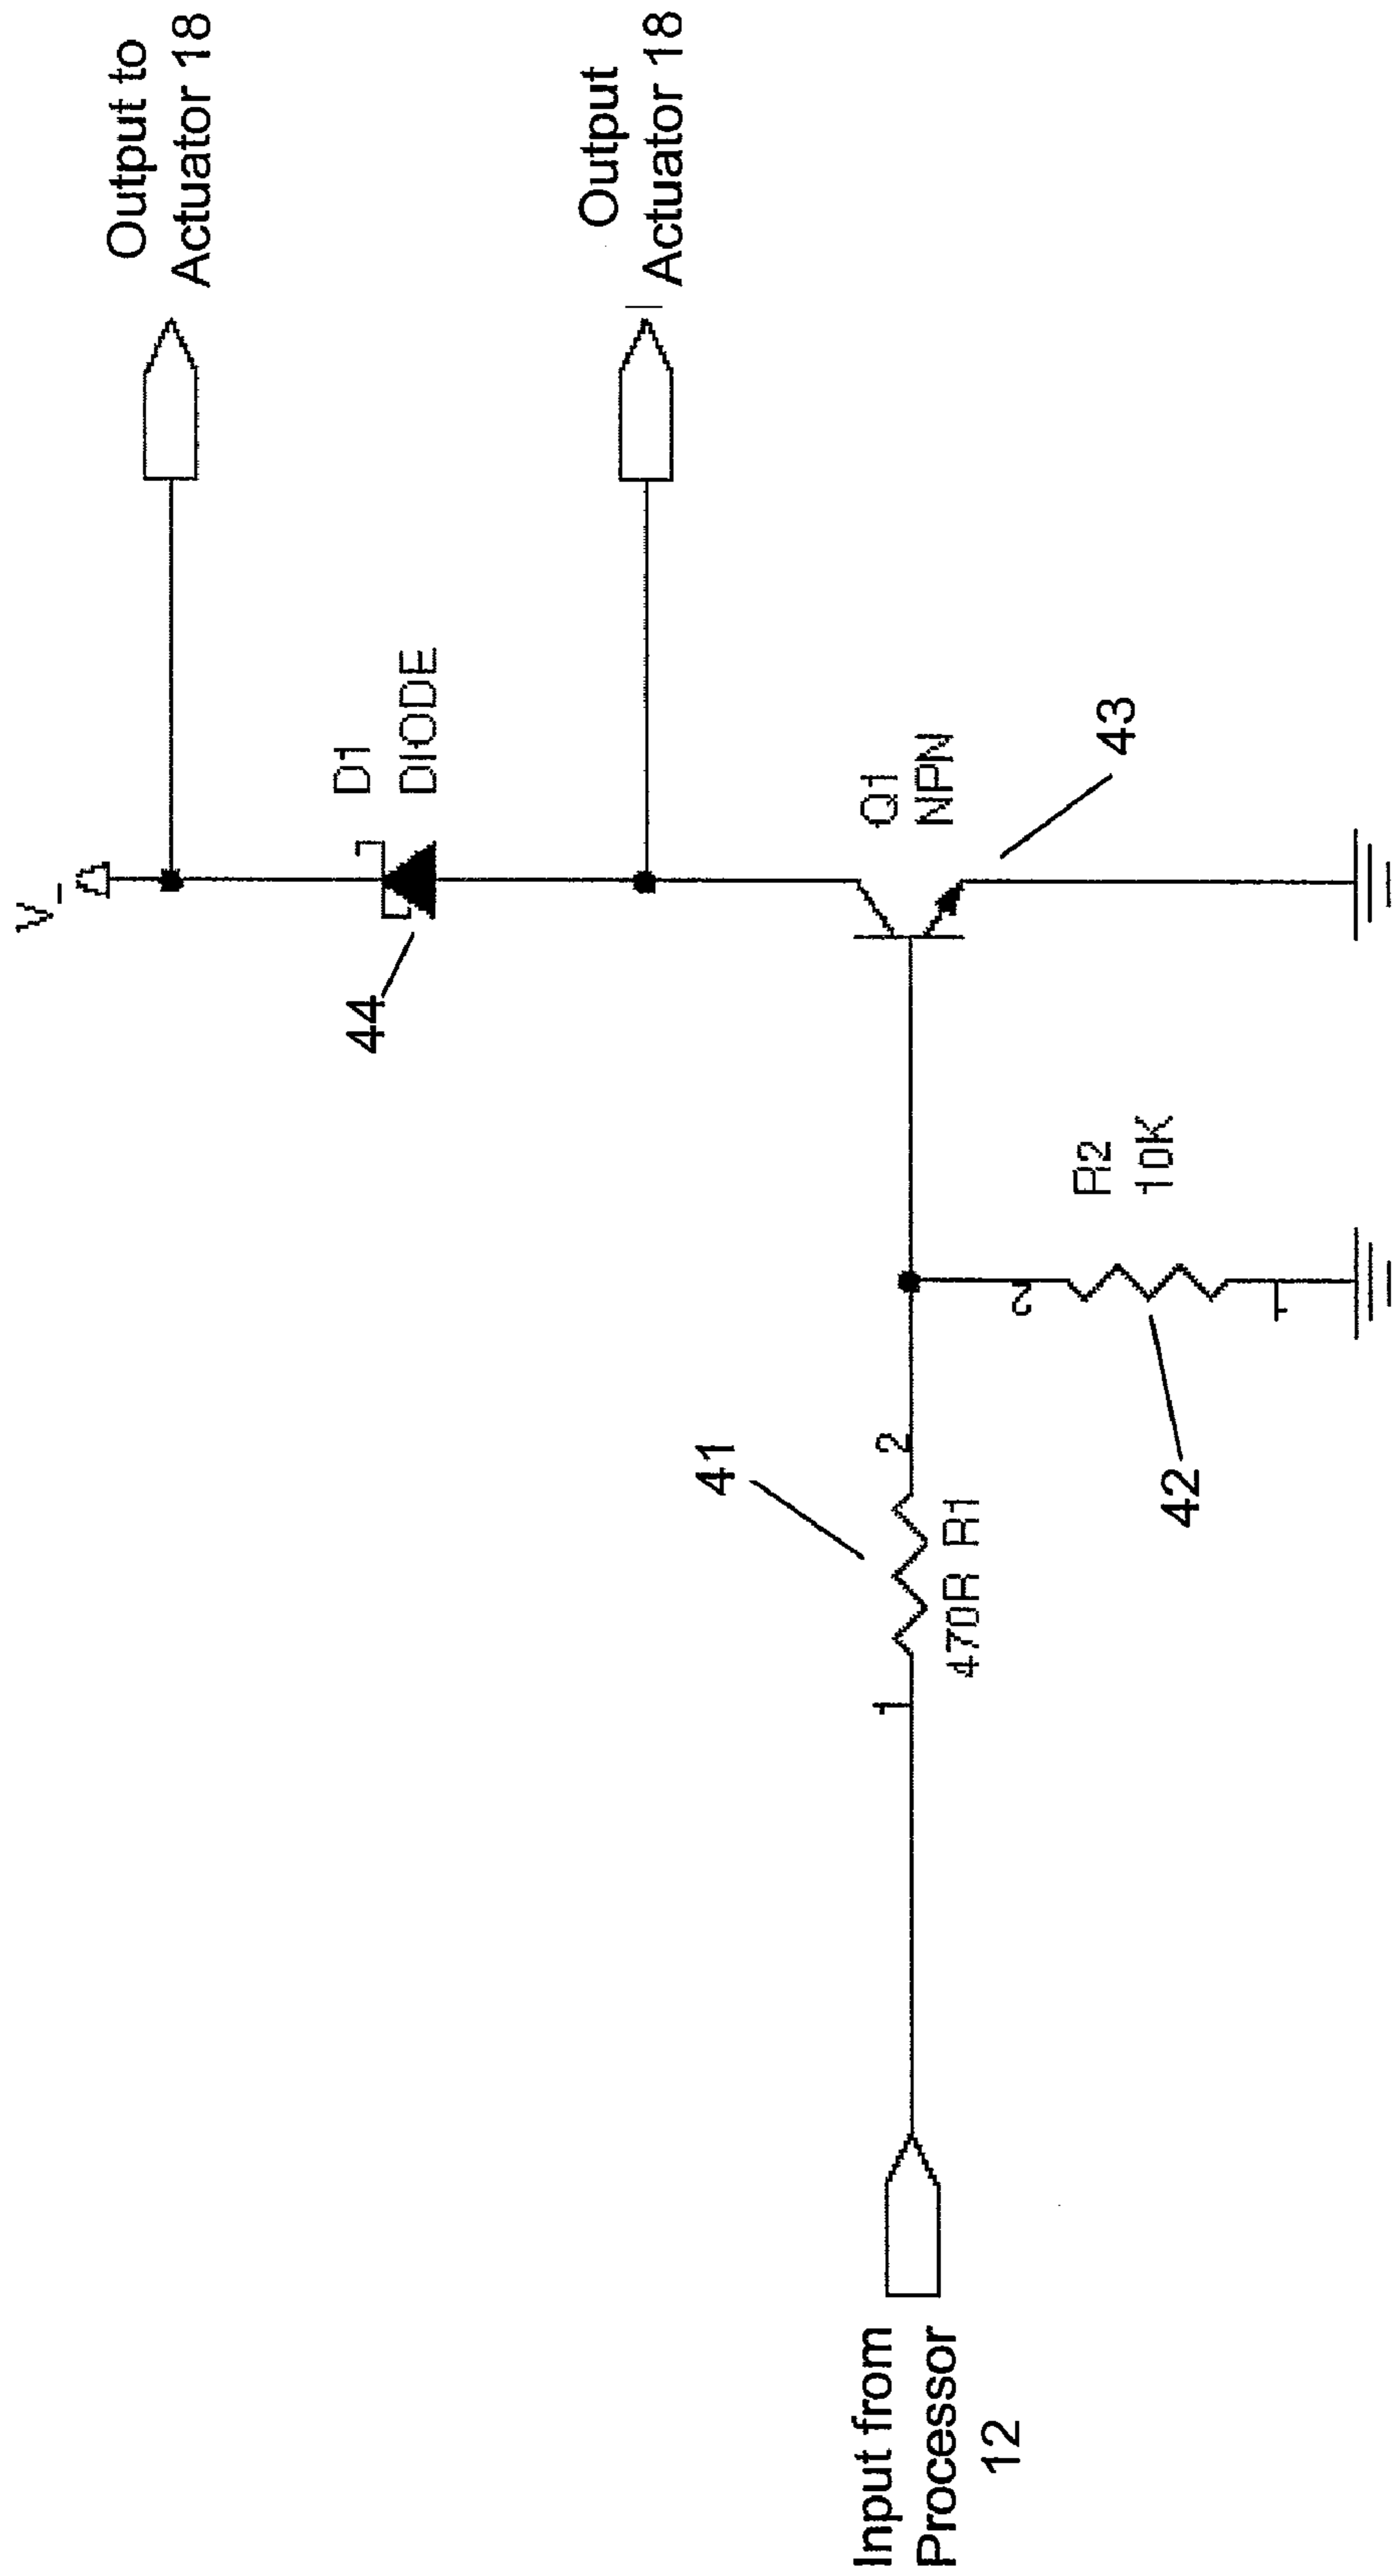 V_
Output to
Actuator 18
44
D1
DIODE
Output
Actuator 18
Q1
NPN
43
41
1
2
470R R1
2
R2
10K
1
42
Input from
Processor
12